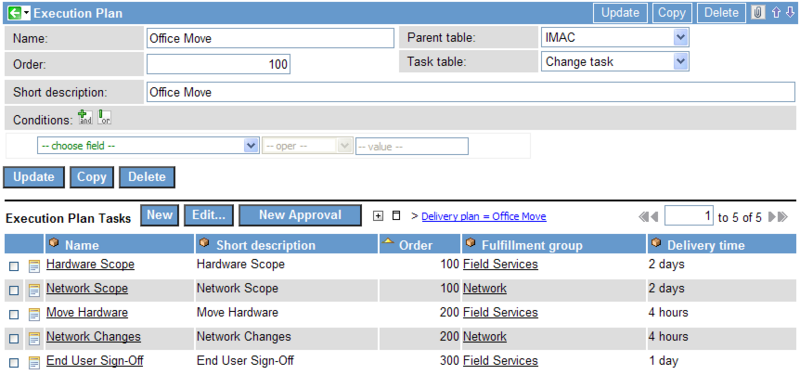 Execution Plan Update Copy Delete
Name: Office Move Parent table: IMAC
Order: 100 Task table: Change task
Short description: Office Move
Conditions: and or
-- choose field -- -- oper -- -- value --
Update Copy Delete
Execution Plan Tasks New Edit... New Approval > Delivery plan = Office Move 1 to 5 of 5
Name Short description Order Fulfillment group Delivery time
Hardware Scope Hardware Scope 100 Field Services 2 days
Network Scope Network Scope 100 Network 2 days
Move Hardware Move Hardware 200 Field Services 4 hours
Network Changes Network Changes 200 Network 4 hours
End User Sign-Off End User Sign-Off 300 Field Services 1 day